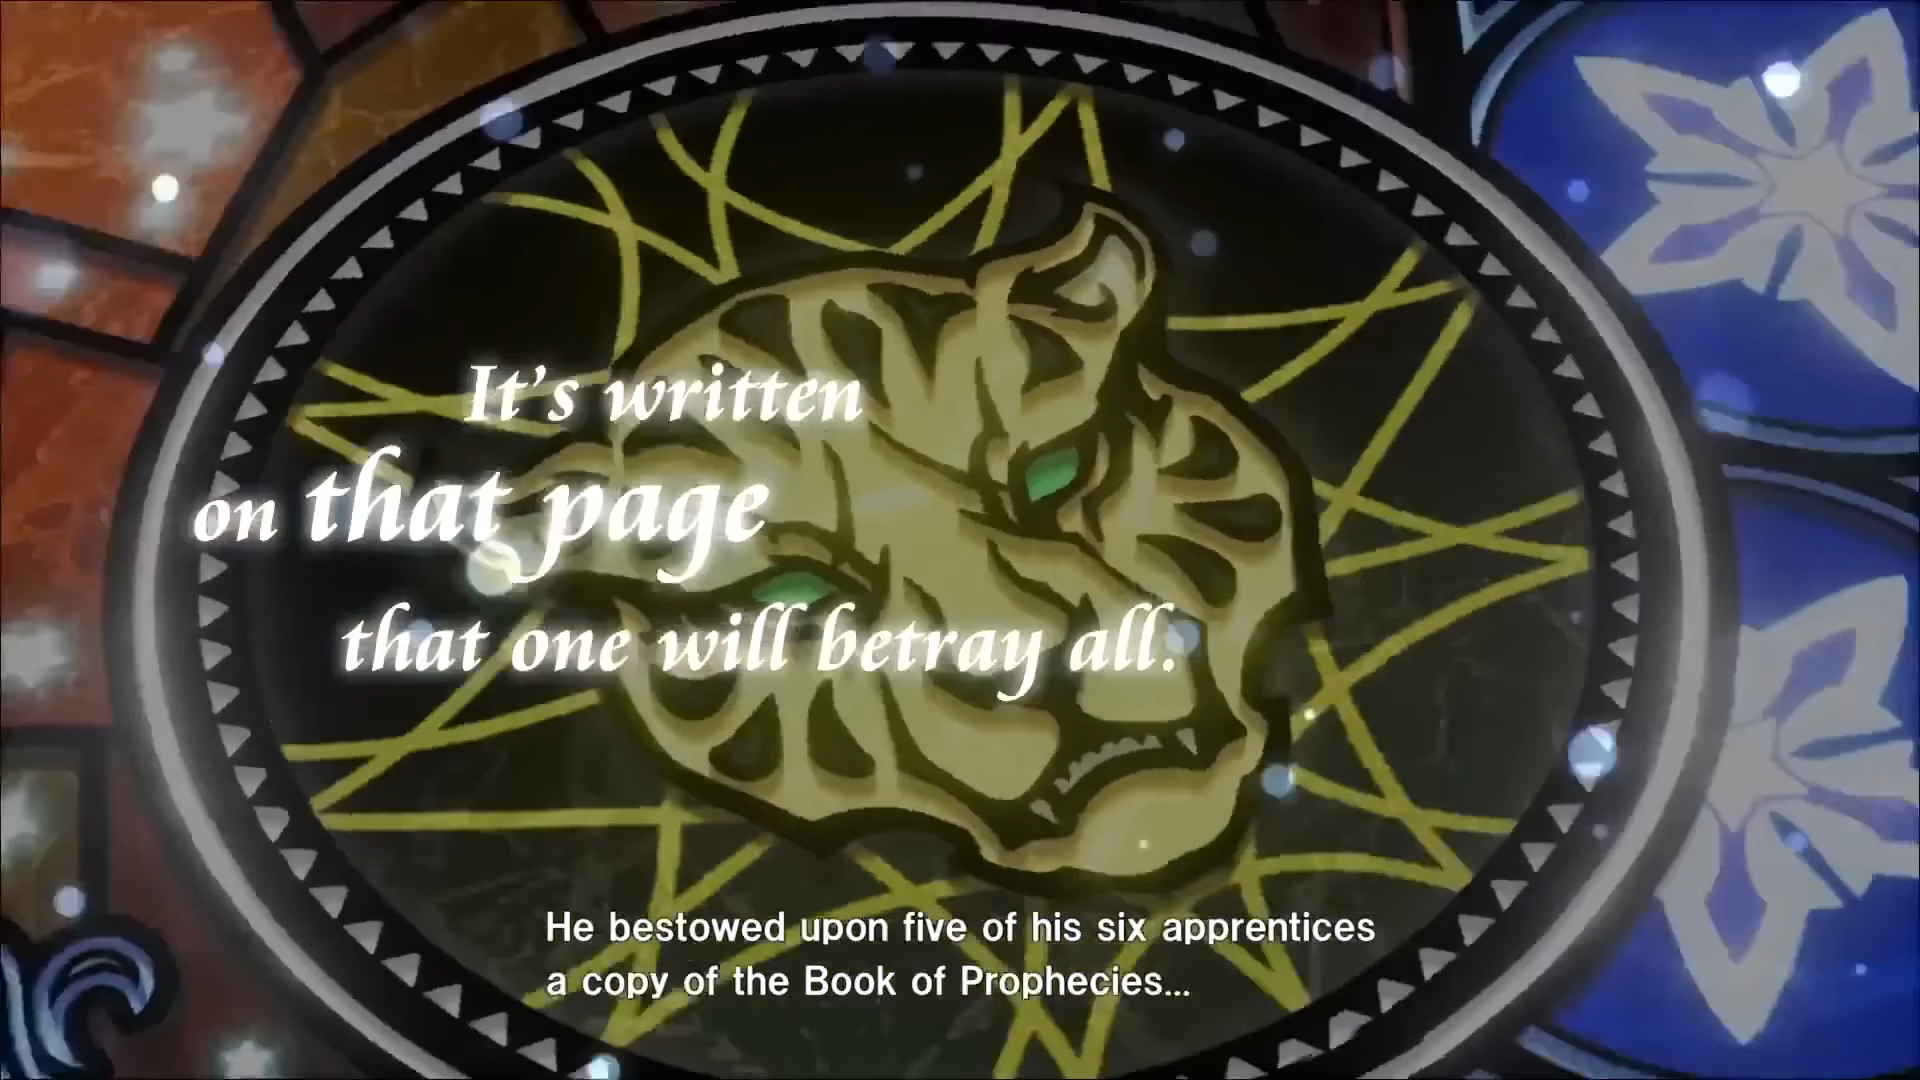 It's written
on that page
that one will betray all.
He bestowed upon five of his six apprentices
a copy of the Book of Prophecies...